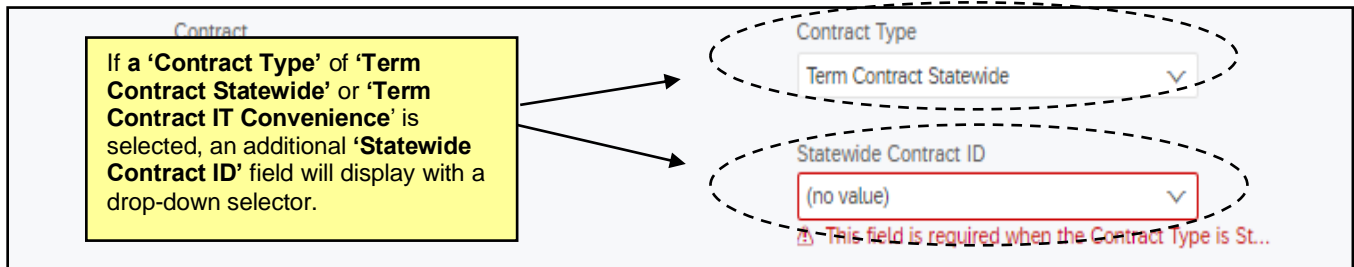 Contract
If a ‘Contract Type’ of ‘Term
Contract Statewide’ or ‘Term
Contract IT Convenience’ is
selected, an additional ‘Statewide
Contract ID’ field will display with a
drop-down selector.
Contract Type
Term Contract Statewide
Statewide Contract ID
(no value)
This field is required when the Contract Type is St...